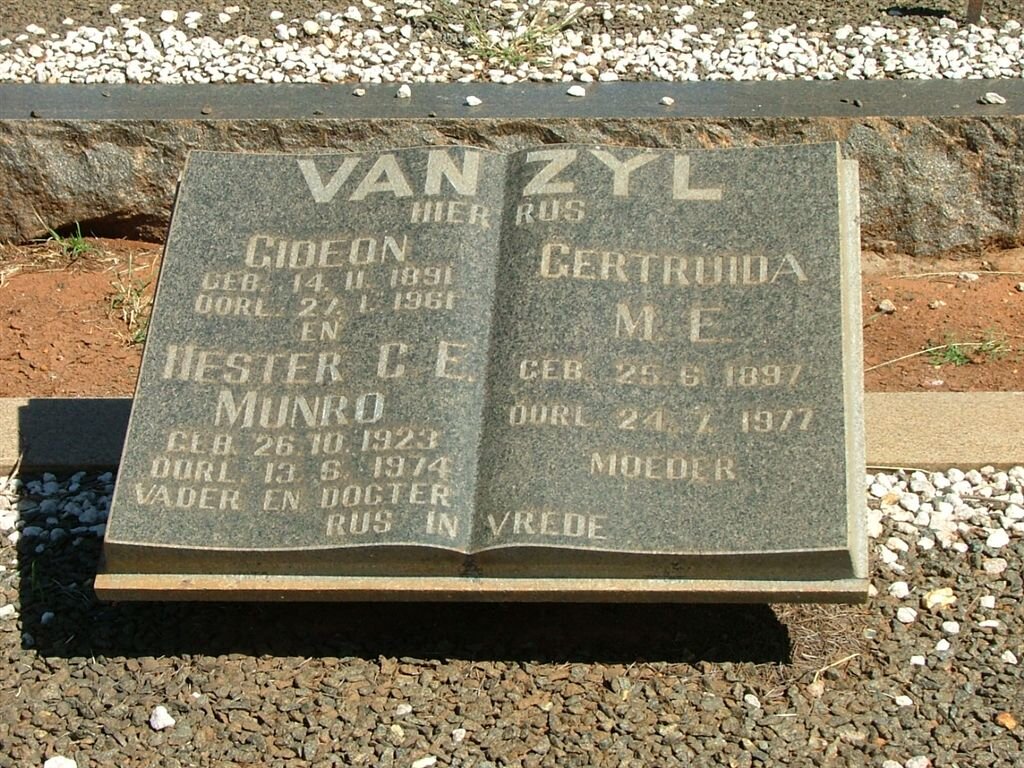 VAN ZYL
HIER RUS
GIDEON
GEB. 14. 11. 1891
OORL. 27. 1. 1961
EN
HESTER C. E.
MUNRO
GEB. 26. 10. 1923
OORL. 13. 6. 1974
VADER EN DOGTER
GERTRUIDA
M. E.
GEB. 25. 6. 1897
OORL. 24. 7. 1977
MOEDER
RUS IN VREDE